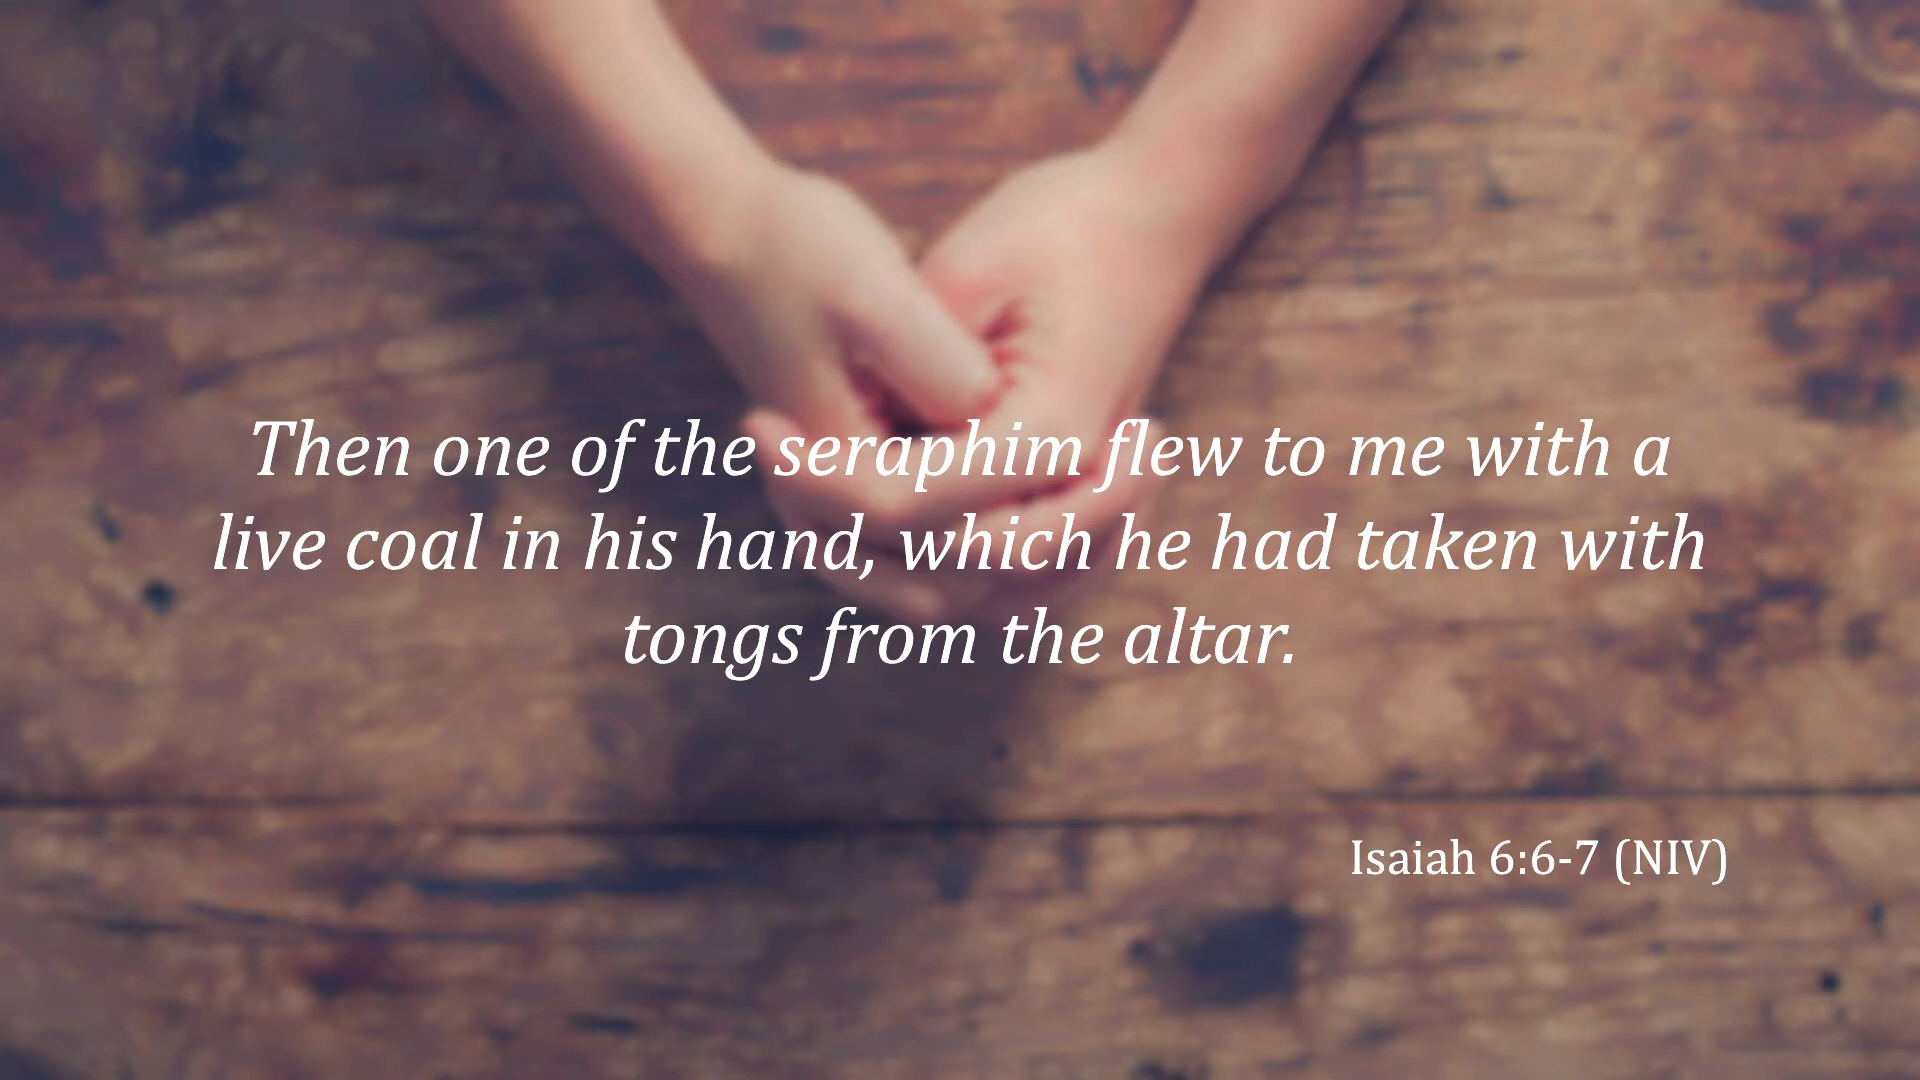 Then one of the seraphim flew to me with a
live coal in his hand, which he had taken with
tongs from the altar.
Isaiah 6:6-7 (NIV)